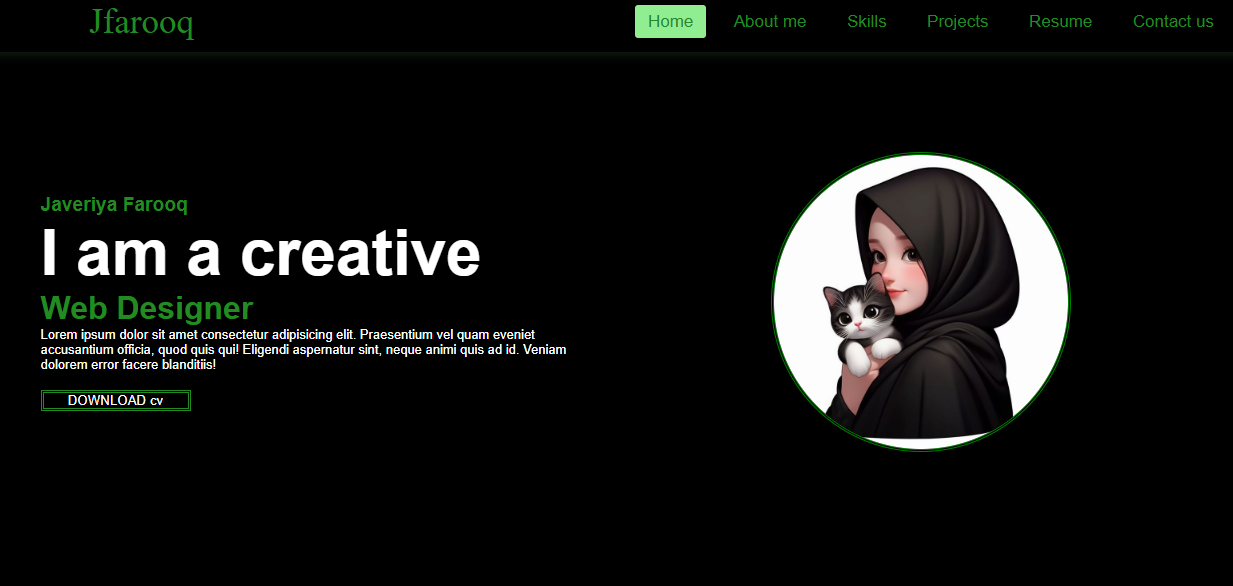 Jfarooq
Home About me Skills Projects Resume Contact us
Javeriya Farooq
I am a creative
Web Designer
Lorem ipsum dolor sit amet consectetur adipisicing elit. Praesentium vel quam eveniet
accusantium officia, quod quis qui! Eligendi aspernatur sint, neque animi quis ad id. Veniam
dolorem error facere blanditiis!
DOWNLOAD cv